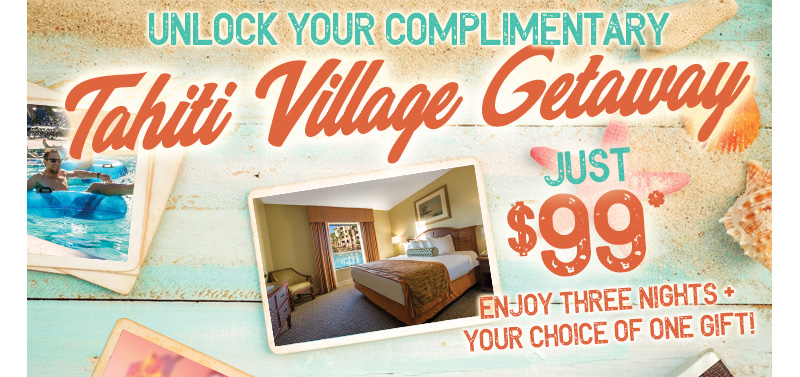 UNLOCK YOUR COMPLIMENTARY
Tahiti Village Getaway
JUST
$99*
ENJOY THREE NIGHTS +
YOUR CHOICE OF ONE GIFT!